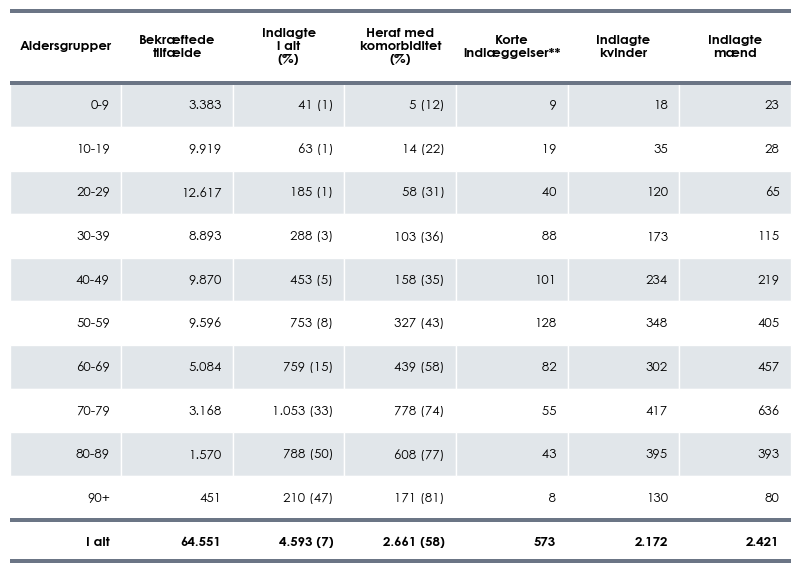 Aldersgrupper Bekræftede tilfælde Indlagte I alt (%) Heraf med komorbiditet (%) Korte indlæggelser** Indlagte kvinder Indlagte mænd
0-9 3.383 41 (1) 5 (12) 9 18 23
10-19 9.919 63 (1) 14 (22) 19 35 28
20-29 12.617 185 (1) 58 (31) 40 120 65
30-39 8.893 288 (3) 103 (36) 88 173 115
40-49 9.870 453 (5) 158 (35) 101 234 219
50-59 9.596 753 (8) 327 (43) 128 348 405
60-69 5.084 759 (15) 439 (58) 82 302 457
70-79 3.168 1.053 (33) 778 (74) 55 417 636
80-89 1.570 788 (50) 608 (77) 43 395 393
90+ 451 210 (47) 171 (81) 8 130 80
I alt 64.551 4.593 (7) 2.661 (58) 573 2.172 2.421